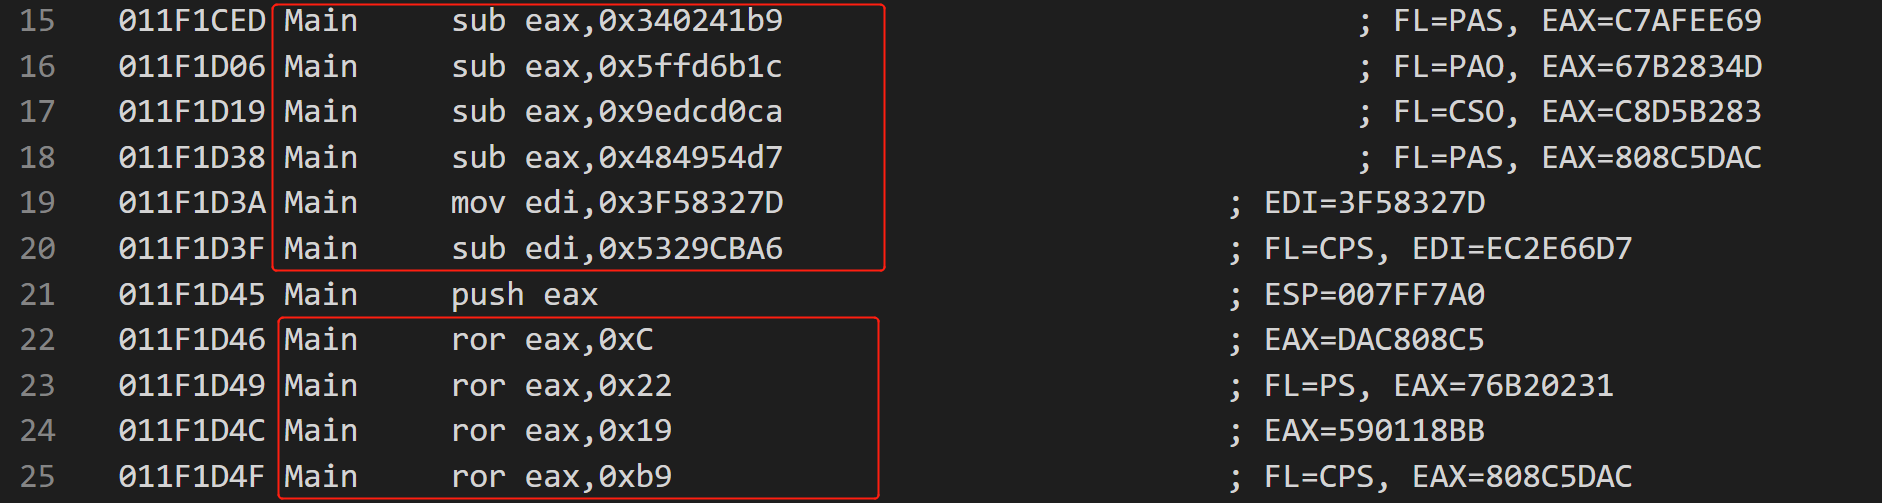 15 011F1CED Main sub eax,0x340241b9 ; FL=PAS, EAX=C7AFEE69
16 011F1D06 Main sub eax,0x5ffd6b1c ; FL=PAO, EAX=67B2834D
17 011F1D19 Main sub eax,0x9edcd0ca ; FL=CSO, EAX=C8D5B283
18 011F1D38 Main sub eax,0x484954d7 ; FL=PAS, EAX=808C5DAC
19 011F1D3A Main mov edi,0x3F58327D ; EDI=3F58327D
20 011F1D3F Main sub edi,0x5329CBA6 ; FL=CPS, EDI=EC2E66D7
21 011F1D45 Main push eax ; ESP=007FF7A0
22 011F1D46 Main ror eax,0xC ; EAX=DAC808C5
23 011F1D49 Main ror eax,0x22 ; FL=PS, EAX=76B20231
24 011F1D4C Main ror eax,0x19 ; EAX=590118BB
25 011F1D4F Main ror eax,0xb9 ; FL=CPS, EAX=808C5DAC